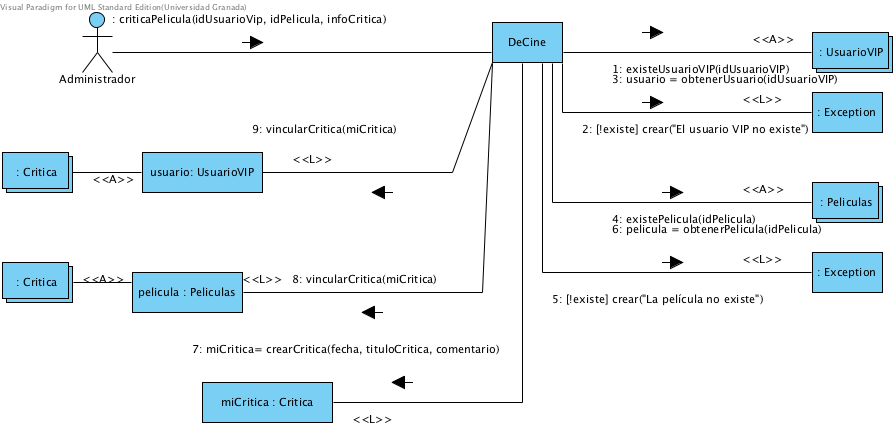 Visual Paradigm for UML Standard Edition(Universidad Granada)
: criticaPelicula(idUsuarioVip, idPelicula, infoCritica)
Administrador
DeCine
<<A>>
: UsuarioVIP
1: existeUsuarioVIP(idUsuarioVIP)
3: usuario = obtenerUsuario(idUsuarioVIP)
<<L>>
: Exception
2: [!existe] crear("El usuario VIP no existe")
9: vincularCritica(miCritica)
<<L>>
: Critica
<<A>>
usuario: UsuarioVIP
<<A>>
: Peliculas
4: existePelicula(idPelicula)
6: pelicula = obtenerPelicula(idPelicula)
<<L>>
: Exception
5: [!existe] crear("La película no existe")
: Critica
<<A>>
pelicula : Peliculas
<<L>>
8: vincularCritica(miCritica)
7: miCritica= crearCritica(fecha, tituloCritica, comentario)
miCritica : Critica
<<L>>